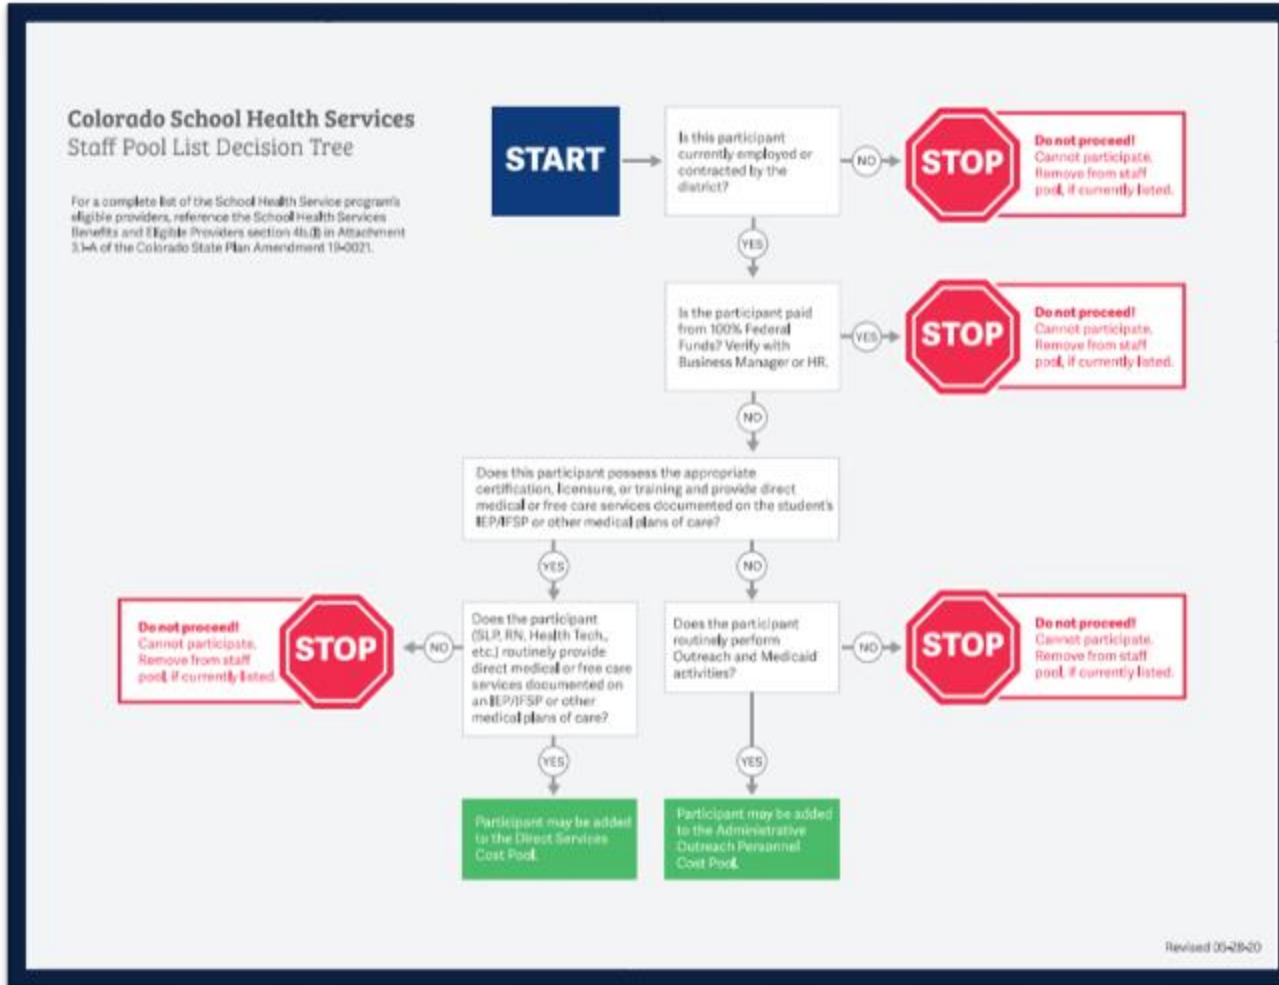 Colorado School Health Services
Staff Pool List Decision Tree
For a complete list of the School Health Service program's
eligible providers, reference the School Health Services
Benefits and Eligible Providers section 4b.(I) in Attachment
3.1-A of the Colorado State Plan Amendment 19-0021.
START
Is this participant
currently employed or
contracted by the
district?
NO
STOP
Do not proceed!
Cannot participate.
Remove from staff
pool, if currently listed.
YES
Is the participant paid
from 100% Federal
Funds? Verify with
Business Manager or HR.
YES
STOP
Do not proceed!
Cannot participate.
Remove from staff
pool, if currently listed.
NO
Does this participant possess the appropriate
certification, licensure, or training and provide direct
medical or free care services documented on the student's
IEP/IFSP or other medical plans of care?
YES
NO
Do not proceed!
Cannot participate.
Remove from staff
pool, if currently listed.
STOP
NO
Does the participant
(SLP, RN, Health Tech.,
etc.) routinely provide
direct medical or free care
services documented on
an IEP/IFSP or other
medical plans of care?
Does the participant
routinely perform
Outreach and Medicaid
activities?
NO
STOP
Do not proceed!
Cannot participate.
Remove from staff
pool, if currently listed.
YES
YES
Participant may be added
to the Direct Services
Cost Pool.
Participant may be added
to the Administrative
Outreach Personnel
Cost Pool.
Revised 05-28-20